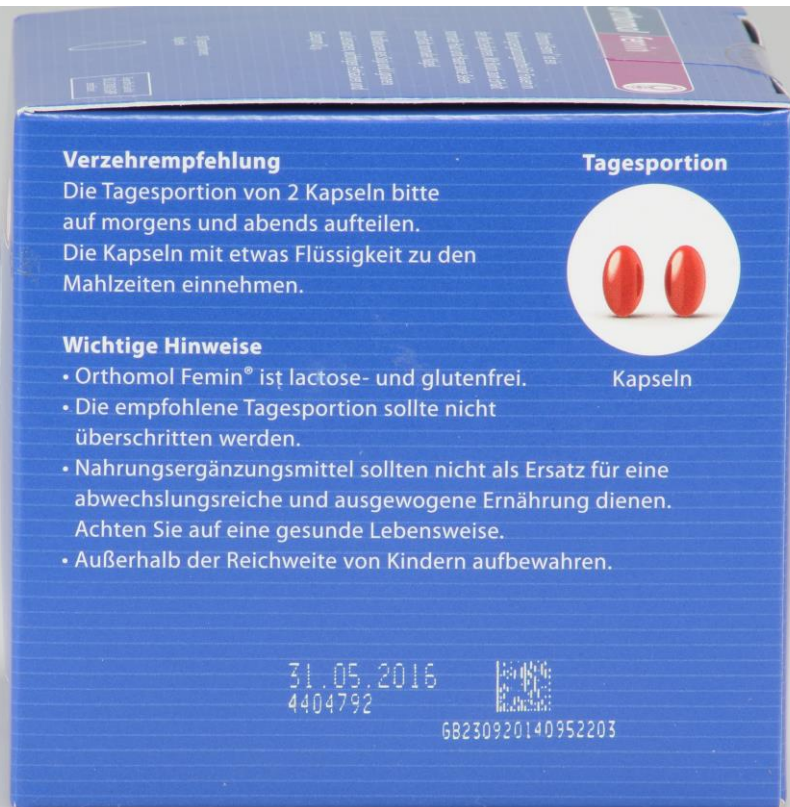 femin
Verzehrempfehlung
Die Tagesportion von 2 Kapseln bitte
auf morgens und abends aufteilen.
Die Kapseln mit etwas Flüssigkeit zu den
Mahlzeiten einnehmen.
Tagesportion
Kapseln
Wichtige Hinweise
• Orthomol Femin® ist lactose- und glutenfrei.
• Die empfohlene Tagesportion sollte nicht
überschritten werden.
• Nahrungsergänzungsmittel sollten nicht als Ersatz für eine
abwechslungsreiche und ausgewogene Ernährung dienen.
Achten Sie auf eine gesunde Lebensweise.
• Außerhalb der Reichweite von Kindern aufbewahren.
31.05.2016
4404792
GB230920140952203